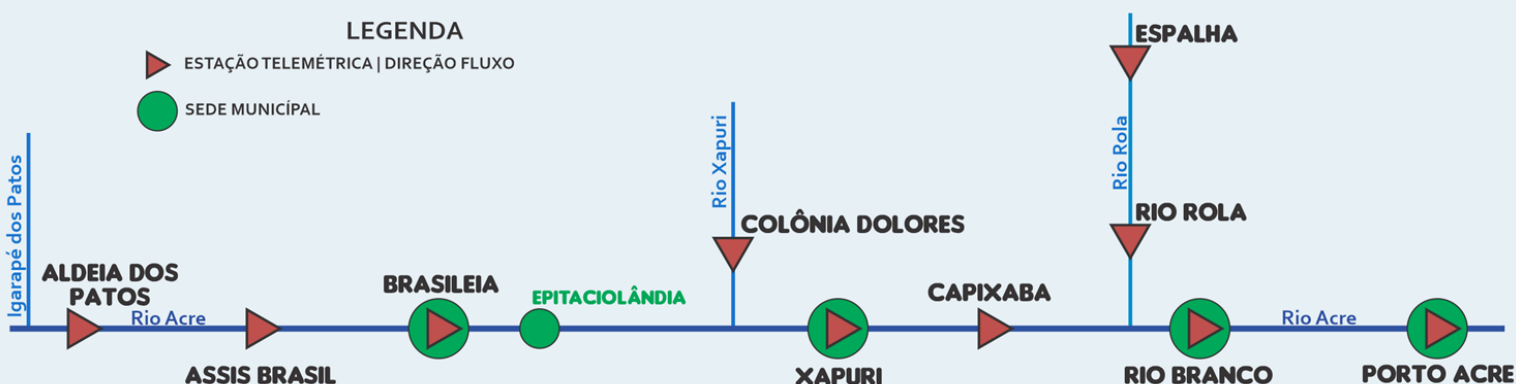 LEGENDA
ESTAÇÃO TELEMÉTRICA | DIREÇÃO FLUXO
SEDE MUNICÍPAL
ESPALHA
Rio Xapuri
Rio Rola
Igarapé dos Patos
COLÔNIA DOLORES
RIO ROLA
ALDEIA DOS
PATOS
BRASILEIA
EPITACIOLÂNDIA
CAPIXABA
Rio Acre
Rio Acre
ASSIS BRASIL
XAPURI
RIO BRANCO
PORTO ACRE